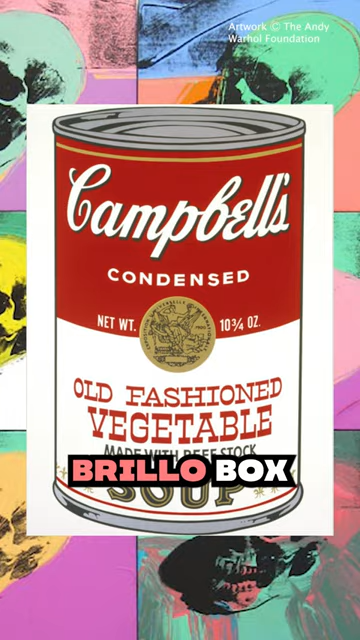 Artwork © The Andy
Warhol Foundation
Campbell's
CONDENSED
NET WT. 10¾ OZ.
OLD FASHIONED
VEGETABLE
MADE WITH BEEF STOCK
BRILLO BOX
SOUP